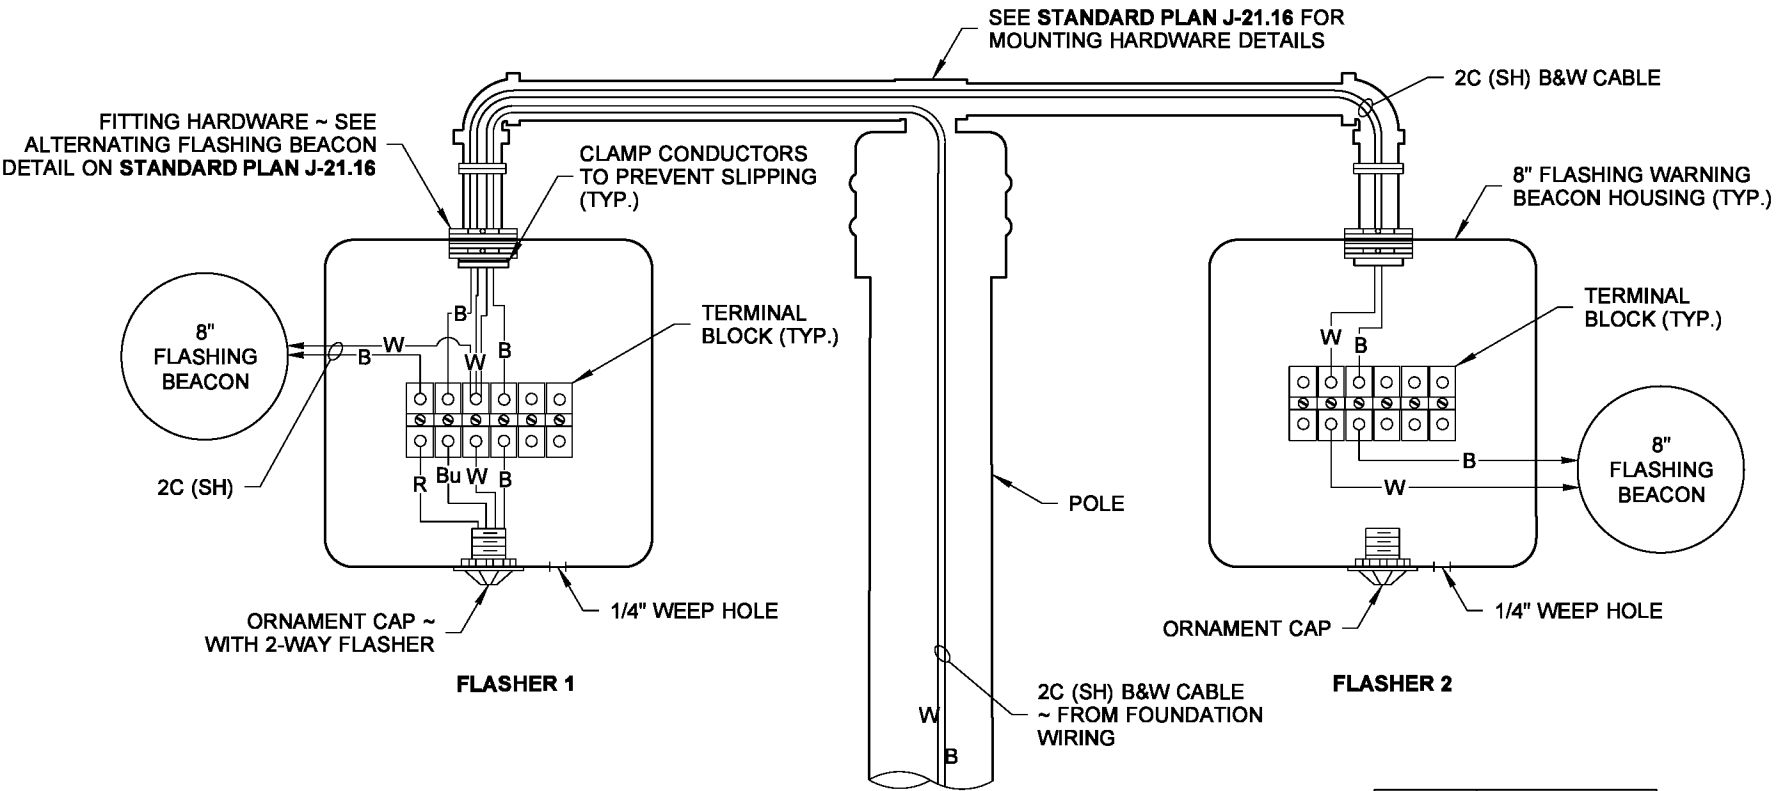 SEE STANDARD PLAN J-21.16 FOR
MOUNTING HARDWARE DETAILS
2C (SH) B&W CABLE
FITTING HARDWARE ~ SEE
ALTERNATING FLASHING BEACON
DETAIL ON STANDARD PLAN J-21.16
CLAMP CONDUCTORS
TO PREVENT SLIPPING
(TYP.)
8" FLASHING WARNING
BEACON HOUSING (TYP.)
TERMINAL
BLOCK (TYP.)
TERMINAL
BLOCK (TYP.)
8"
FLASHING
BEACON
B
W
B
W
B
W
B
R
Bu
W
B
2C (SH)
B
W
8"
FLASHING
BEACON
POLE
ORNAMENT CAP ~
WITH 2-WAY FLASHER
1/4" WEEP HOLE
ORNAMENT CAP
1/4" WEEP HOLE
FLASHER 1
FLASHER 2
2C (SH) B&W CABLE
~ FROM FOUNDATION
WIRING
W
B